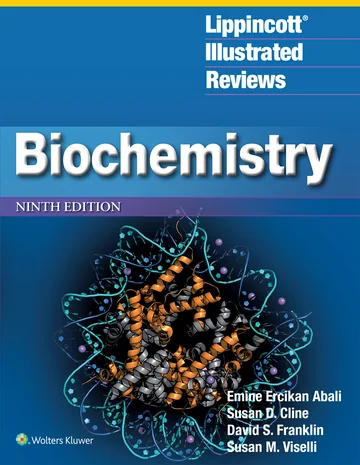 Lippincott®
Illustrated
Reviews
Biochemistry
NINTH EDITION
Emine Ercikan Abali
Susan D. Cline
David S. Franklin
Susan M. Viselli
Wolters Kluwer